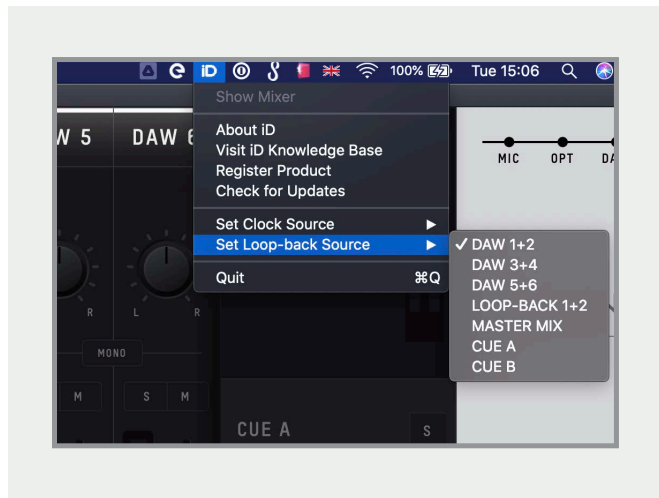 iD 100% Tue 15:06
Show Mixer
W 5 DAW 6
About iD
Visit iD Knowledge Base
Register Product
Check for Updates
MIC OPT DA
Set Clock Source
Set Loop-back Source
Quit ⌘Q
DAW 1+2
DAW 3+4
DAW 5+6
LOOP-BACK 1+2
MASTER MIX
CUE A
CUE B
R L R
MONO
M S M
CUE A S